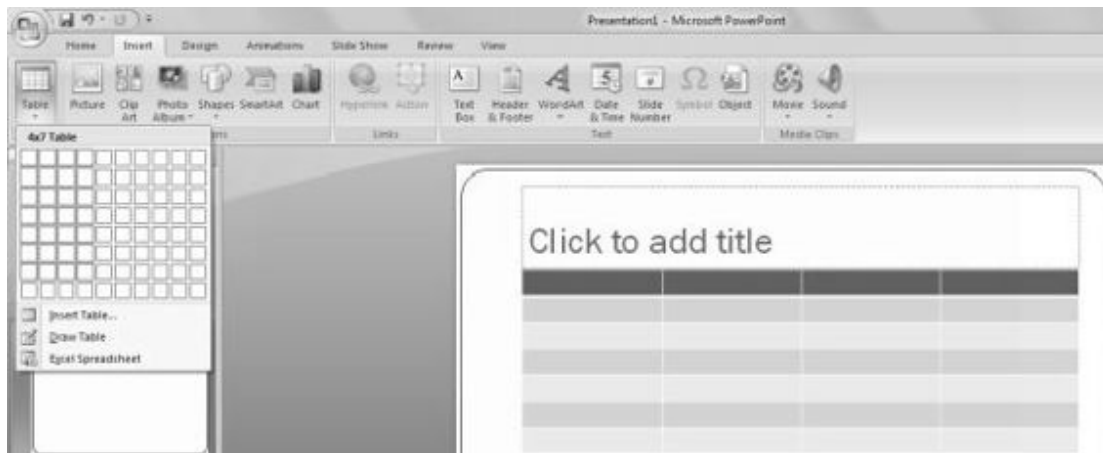 Presentation1 - Microsoft PowerPoint
Home Insert Design Animations Slide Show Review View
Table Picture Clip Art Photo Album Shapes SmartArt Chart Hyperlink Action Text Box Header & Footer WordArt Date & Time Slide Number Symbol Object Movie Sound
Links Text Media Clips
4x7 Table
Insert Table...
Draw Table
Excel Spreadsheet
Click to add title